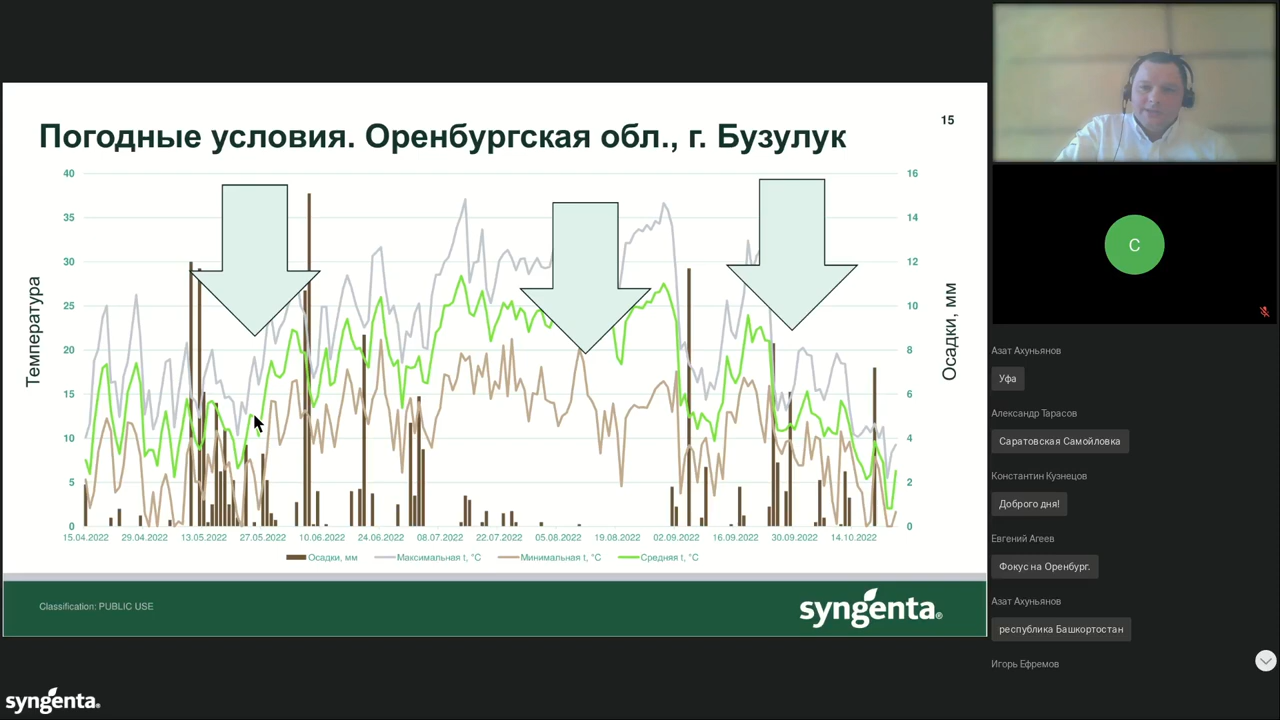 15
Погодные условия. Оренбургская обл., г. Бузулук
40
35
30
25
20
15
10
5
0
Температура
16
14
12
10
8
6
4
2
0
Осадки, мм
15.04.2022 29.04.2022 13.05.2022 27.05.2022 10.06.2022 24.06.2022 08.07.2022 22.07.2022 05.08.2022 19.08.2022 02.09.2022 16.09.2022 30.09.2022 14.10.2022
Осадки, мм Максимальная t, °C Минимальная t, °C Средняя t, °C
Classification: PUBLIC USE
syngenta®
syngenta.
С
Азат Ахуньянов
Уфа
Александр Тарасов
Саратовская Самойловка
Константин Кузнецов
Доброго дня!
Евгений Агеев
Фокус на Оренбург.
Азат Ахуньянов
республика Башкортостан
Игорь Ефремов